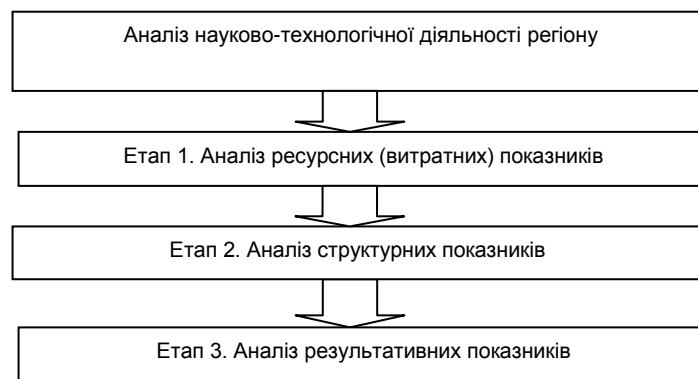 Аналіз науково-технологічної діяльності регіону
Етап 1. Аналіз ресурсних (витратних) показників
Етап 2. Аналіз структурних показників
Етап 3. Аналіз результативних показників